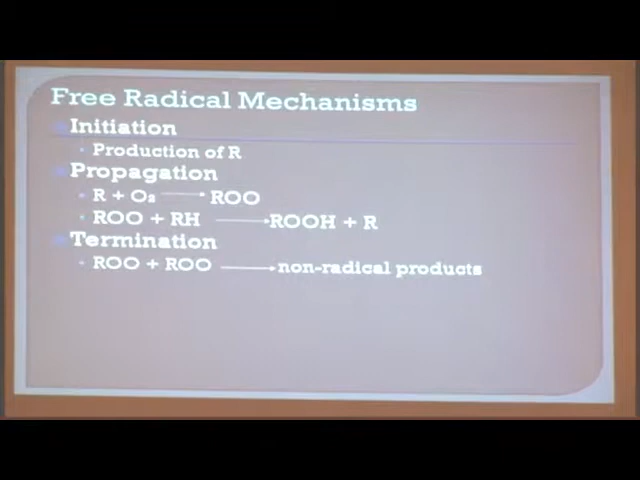 Free Radical Mechanisms
Initiation
• Production of R
Propagation
• R + O₂ → ROO
• ROO + RH → ROOH + R
Termination
• ROO + ROO → non-radical products